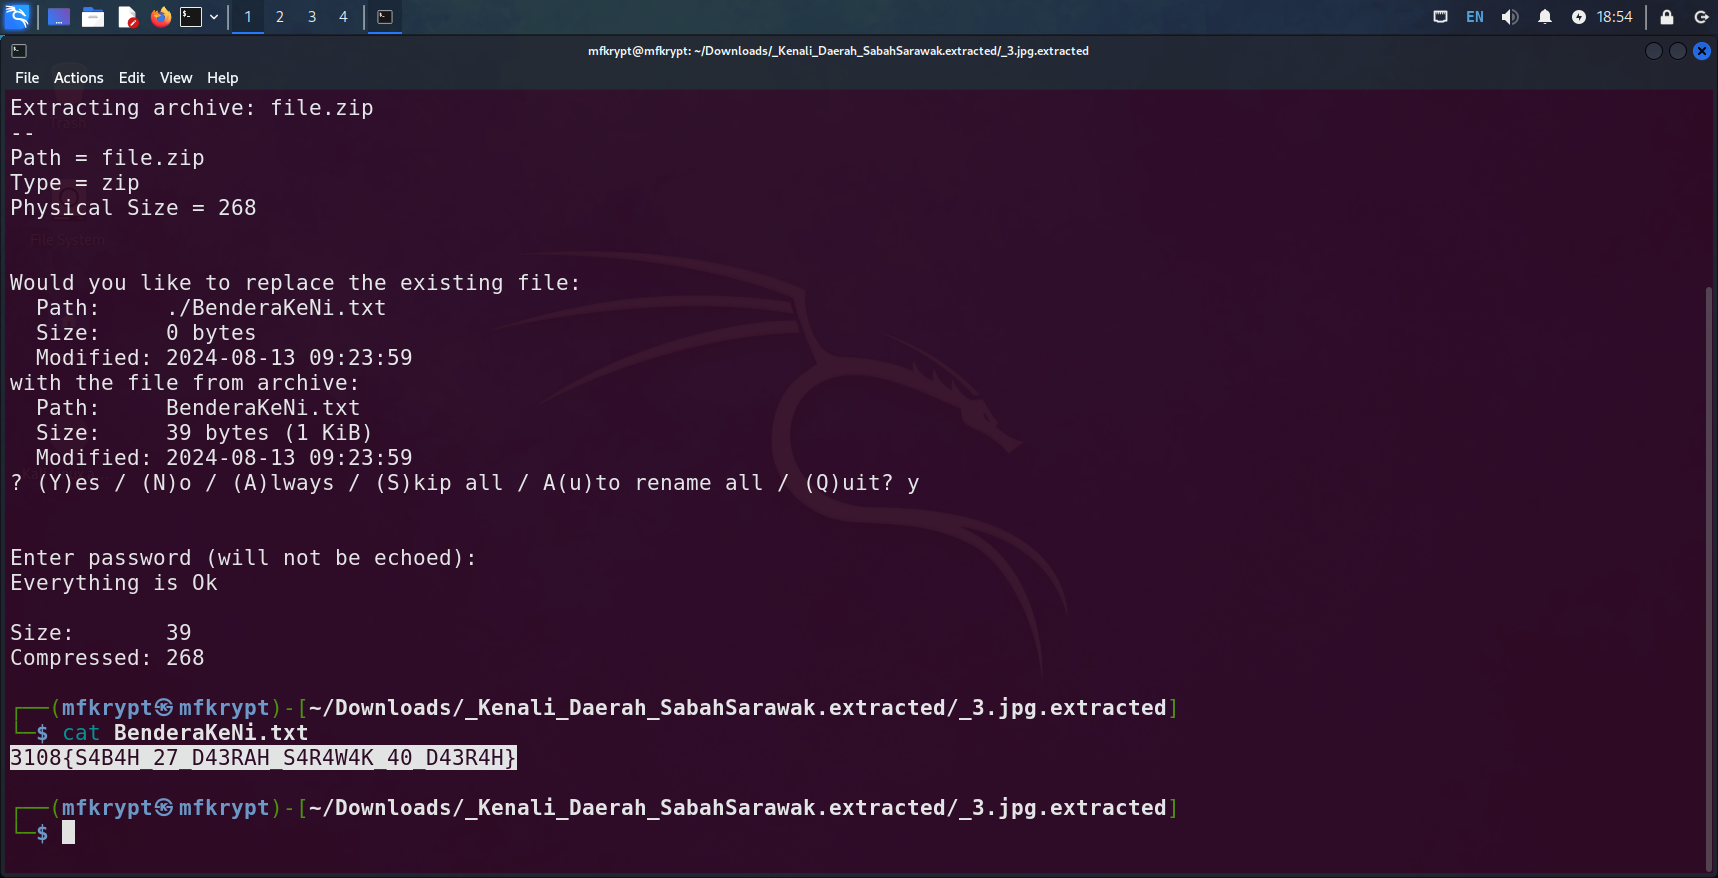 1 2 3 4 EN 18:54
mfkrypt@mfkrypt: ~/Downloads/_Kenali_Daerah_SabahSarawak.extracted/_3.jpg.extracted
File Actions Edit View Help
Extracting archive: file.zip
--
Path = file.zip
Type = zip
Physical Size = 268
File System
Would you like to replace the existing file:
Path: ./BenderaKeNi.txt
Size: 0 bytes
Modified: 2024-08-13 09:23:59
with the file from archive:
Path: BenderaKeNi.txt
Size: 39 bytes (1 KiB)
Modified: 2024-08-13 09:23:59
? (Y)es / (N)o / (A)lways / (S)kip all / A(u)to rename all / (Q)uit? y
Enter password (will not be echoed):
Everything is Ok
Size: 39
Compressed: 268
┌──(mfkrypt㉿mfkrypt)-[~/Downloads/_Kenali_Daerah_SabahSarawak.extracted/_3.jpg.extracted]
└─$ cat BenderaKeNi.txt
3108{S4B4H_27_D43RAH_S4R4W4K_40_D43R4H}
┌──(mfkrypt㉿mfkrypt)-[~/Downloads/_Kenali_Daerah_SabahSarawak.extracted/_3.jpg.extracted]
└─$